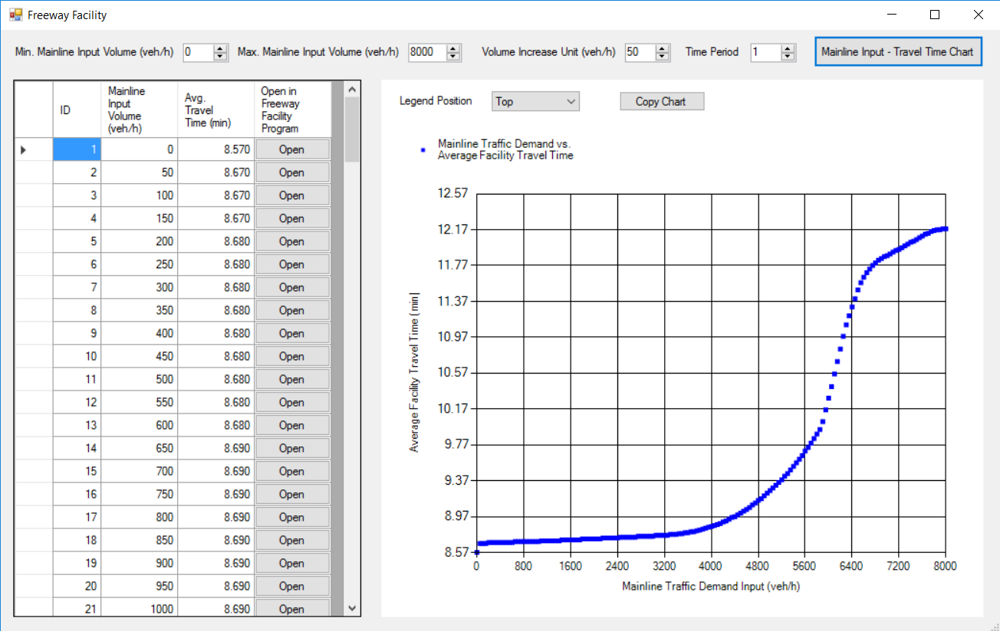 Freeway Facility
Min. Mainline Input Volume (veh/h) 0 Max. Mainline Input Volume (veh/h) 8000 Volume Increase Unit (veh/h) 50 Time Period 1 Mainline Input - Travel Time Chart
ID
Mainline
Input
Volume
(veh/h)
Avg.
Travel
Time (min)
Open in
Freeway
Facility
Program
1 0 8.570 Open
2 50 8.670 Open
3 100 8.670 Open
4 150 8.670 Open
5 200 8.680 Open
6 250 8.680 Open
7 300 8.680 Open
8 350 8.680 Open
9 400 8.680 Open
10 450 8.680 Open
11 500 8.680 Open
12 550 8.680 Open
13 600 8.680 Open
14 650 8.690 Open
15 700 8.690 Open
16 750 8.690 Open
17 800 8.690 Open
18 850 8.690 Open
19 900 8.690 Open
20 950 8.690 Open
21 1000 8.690 Open
Legend Position Top Copy Chart
Mainline Traffic Demand vs.
Average Facility Travel Time
Average Facility Travel Time (min)
12.57
12.17
11.77
11.37
10.97
10.57
10.17
9.77
9.37
8.97
8.57
0 800 1600 2400 3200 4000 4800 5600 6400 7200 8000
Mainline Traffic Demand Input (veh/h)